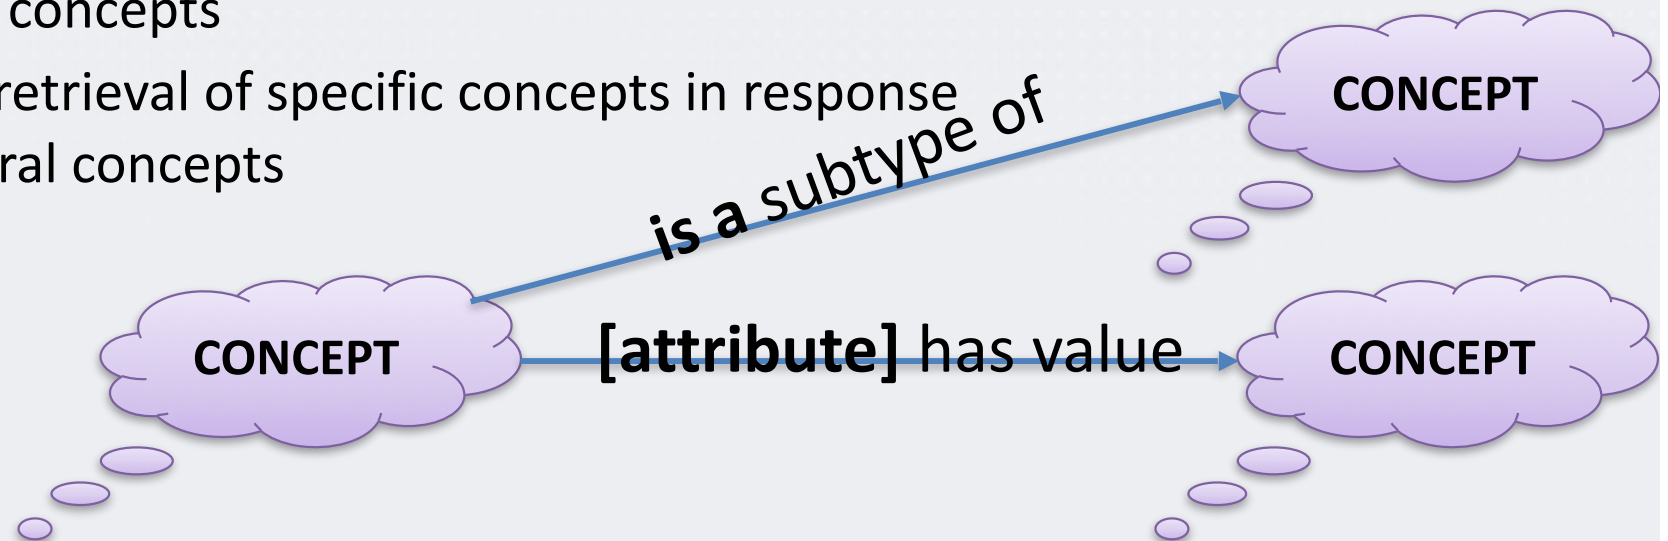 concepts
retrieval of specific concepts in response
ral concepts
CONCEPT
is a subtype of
CONCEPT
[attribute] has value
CONCEPT